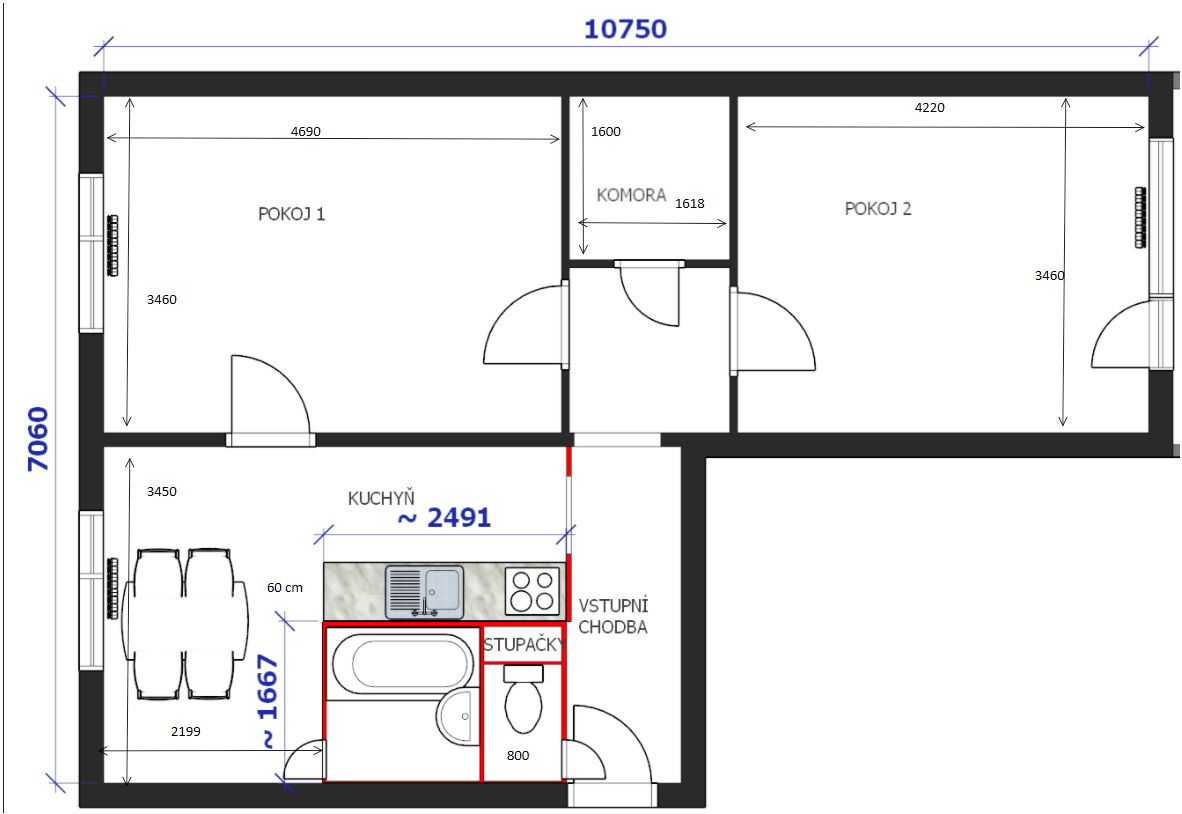 10750
4690
1600
4220
KOMORA
1618
POKOJ 1
POKOJ 2
3460
3460
7060
3450
KUCHYŇ
~ 2491
60 cm
VSTUPNÍ
CHODBA
STUPAČKY
~ 1667
2199
800